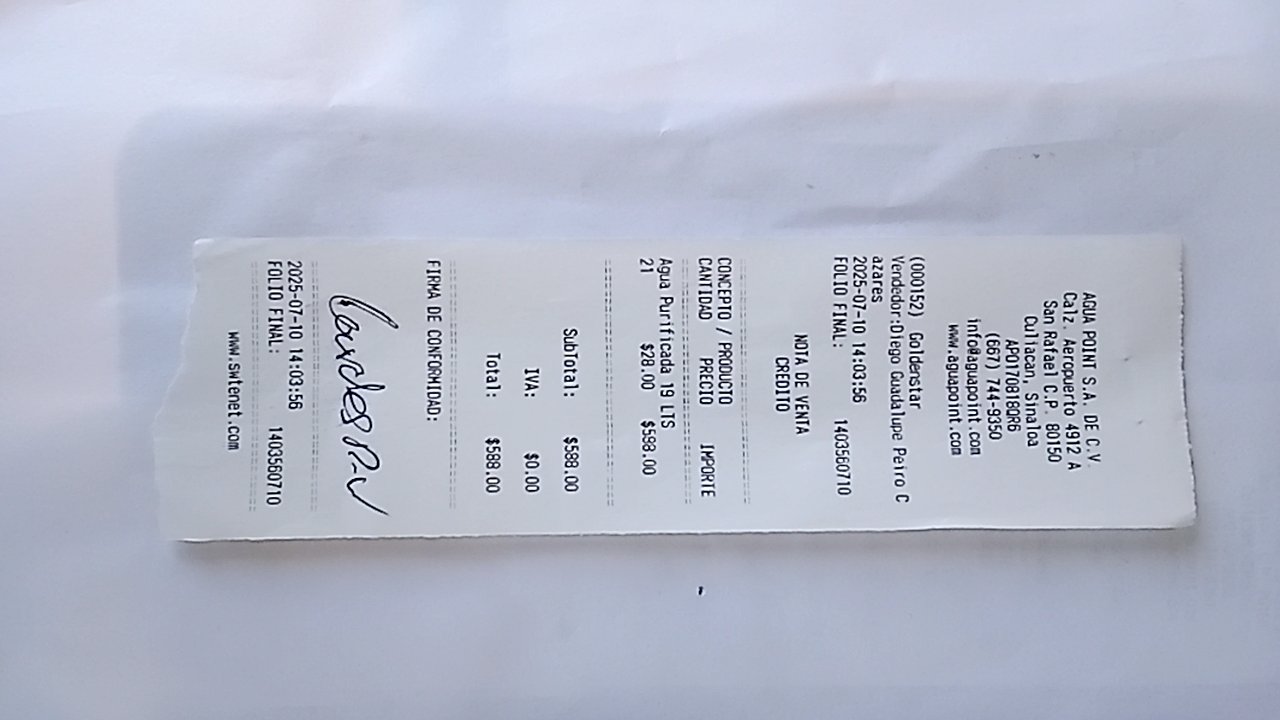 AGUA POINT S.A. DE C.V.
Calz. Aeropuerto 4912 A
San Rafael C.P. 80150
Culiacan, Sinaloa
APO170818QR6
(667) 744-9350
info@aguapoint.com
www.aguapoint.com
(000152) Goldenstar
Vendedor:Diego Guadalupe Peiro C
azares
2025-07-10 14:03:56
FOLIO FINAL: 1403560710
NOTA DE VENTA
CREDITO
CONCEPTO / PRODUCTO
CANTIDAD PRECIO IMPORTE
Agua Purificada 19 LTS
21 $28.00 $588.00
SubTotal: $588.00
IVA: $0.00
Total: $588.00
FIRMA DE CONFORMIDAD:
2025-07-10 14:03:56
FOLIO FINAL: 1403560710
www.swtenet.com